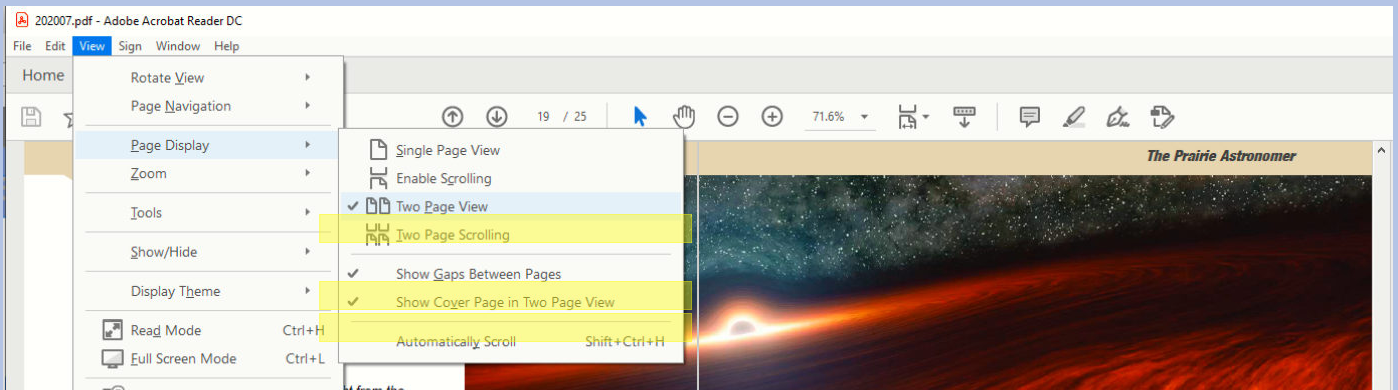 202007.pdf - Adobe Acrobat Reader DC
File Edit View Sign Window Help
Home
Rotate View
Page Navigation
Page Display
Zoom
Tools
Show/Hide
Display Theme
Read Mode Ctrl+H
Full Screen Mode Ctrl+L
19 / 25
71.6%
Single Page View
Enable Scrolling
Two Page View
Two Page Scrolling
Show Gaps Between Pages
Show Cover Page in Two Page View
Automatically Scroll Shift+Ctrl+H
The Prairie Astronomer
from the